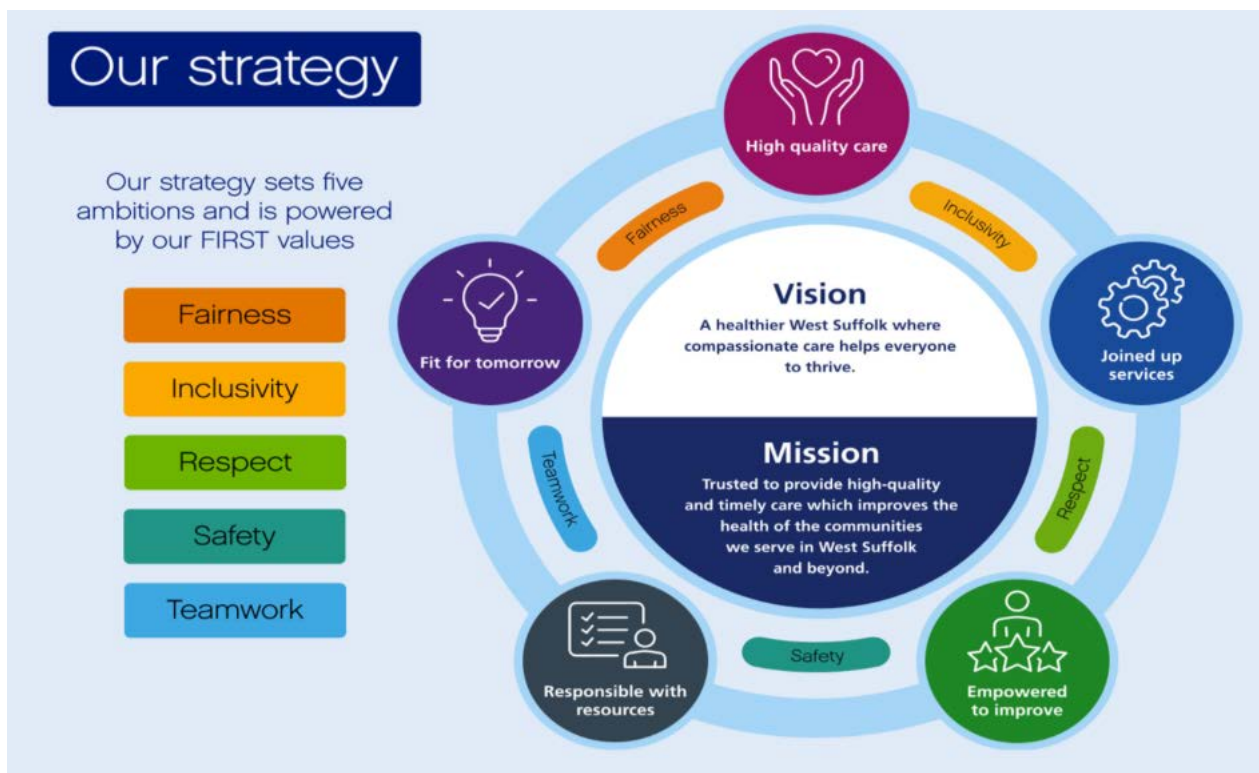 Our strategy
Our strategy sets five
ambitions and is powered
by our FIRST values
Fairness
Inclusivity
Respect
Safety
Teamwork
High quality care
Fairness
Inclusivity
Fit for tomorrow
Joined up
services
Vision
A healthier West Suffolk where
compassionate care helps everyone
to thrive.
Mission
Trusted to provide high-quality
and timely care which improves the
health of the communities
we serve in West Suffolk
and beyond.
Teamwork
Respect
Responsible with
resources
Safety
Empowered
to improve